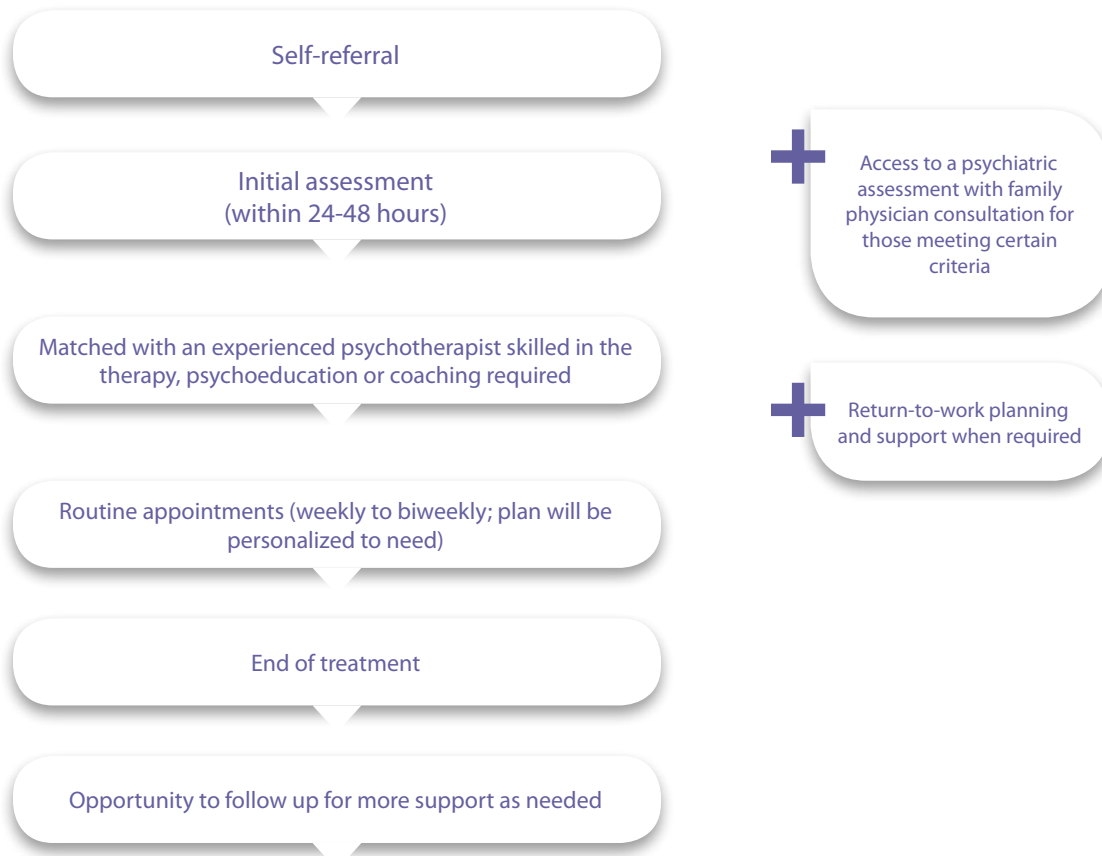 Self-referral
Initial assessment
(within 24-48 hours)
Matched with an experienced psychotherapist skilled in the
therapy, psychoeducation or coaching required
Routine appointments (weekly to biweekly; plan will be
personalized to need)
End of treatment
Opportunity to follow up for more support as needed
Access to a psychiatric
assessment with family
physician consultation for
those meeting certain
criteria
Return-to-work planning
and support when required